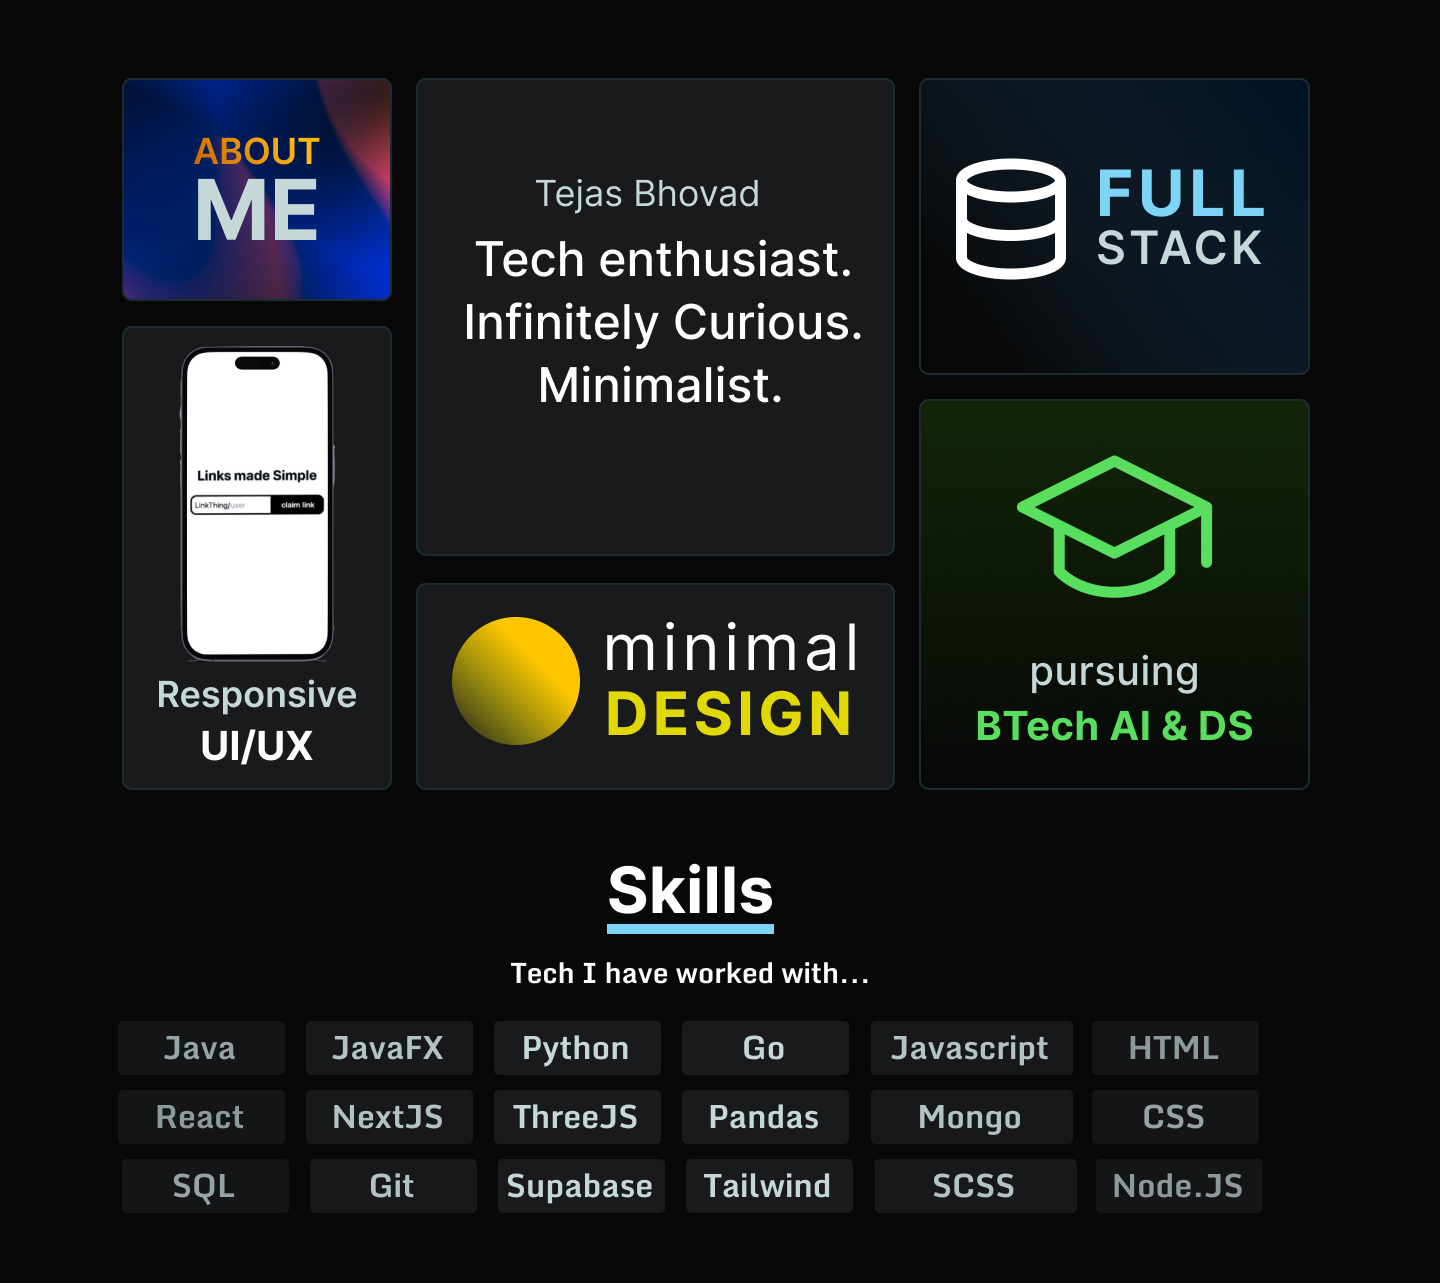 ABOUT
ME
Tejas Bhovad
Tech enthusiast.
Infinitely Curious.
Minimalist.
FULL
STACK
Links made Simple
LinkThing/user claim link
Responsive
UI/UX
minimal
DESIGN
pursuing
BTech AI & DS
Skills
Tech I have worked with...
Java JavaFX Python Go Javascript HTML
React NextJS ThreeJS Pandas Mongo CSS
SQL Git Supabase Tailwind SCSS Node.JS